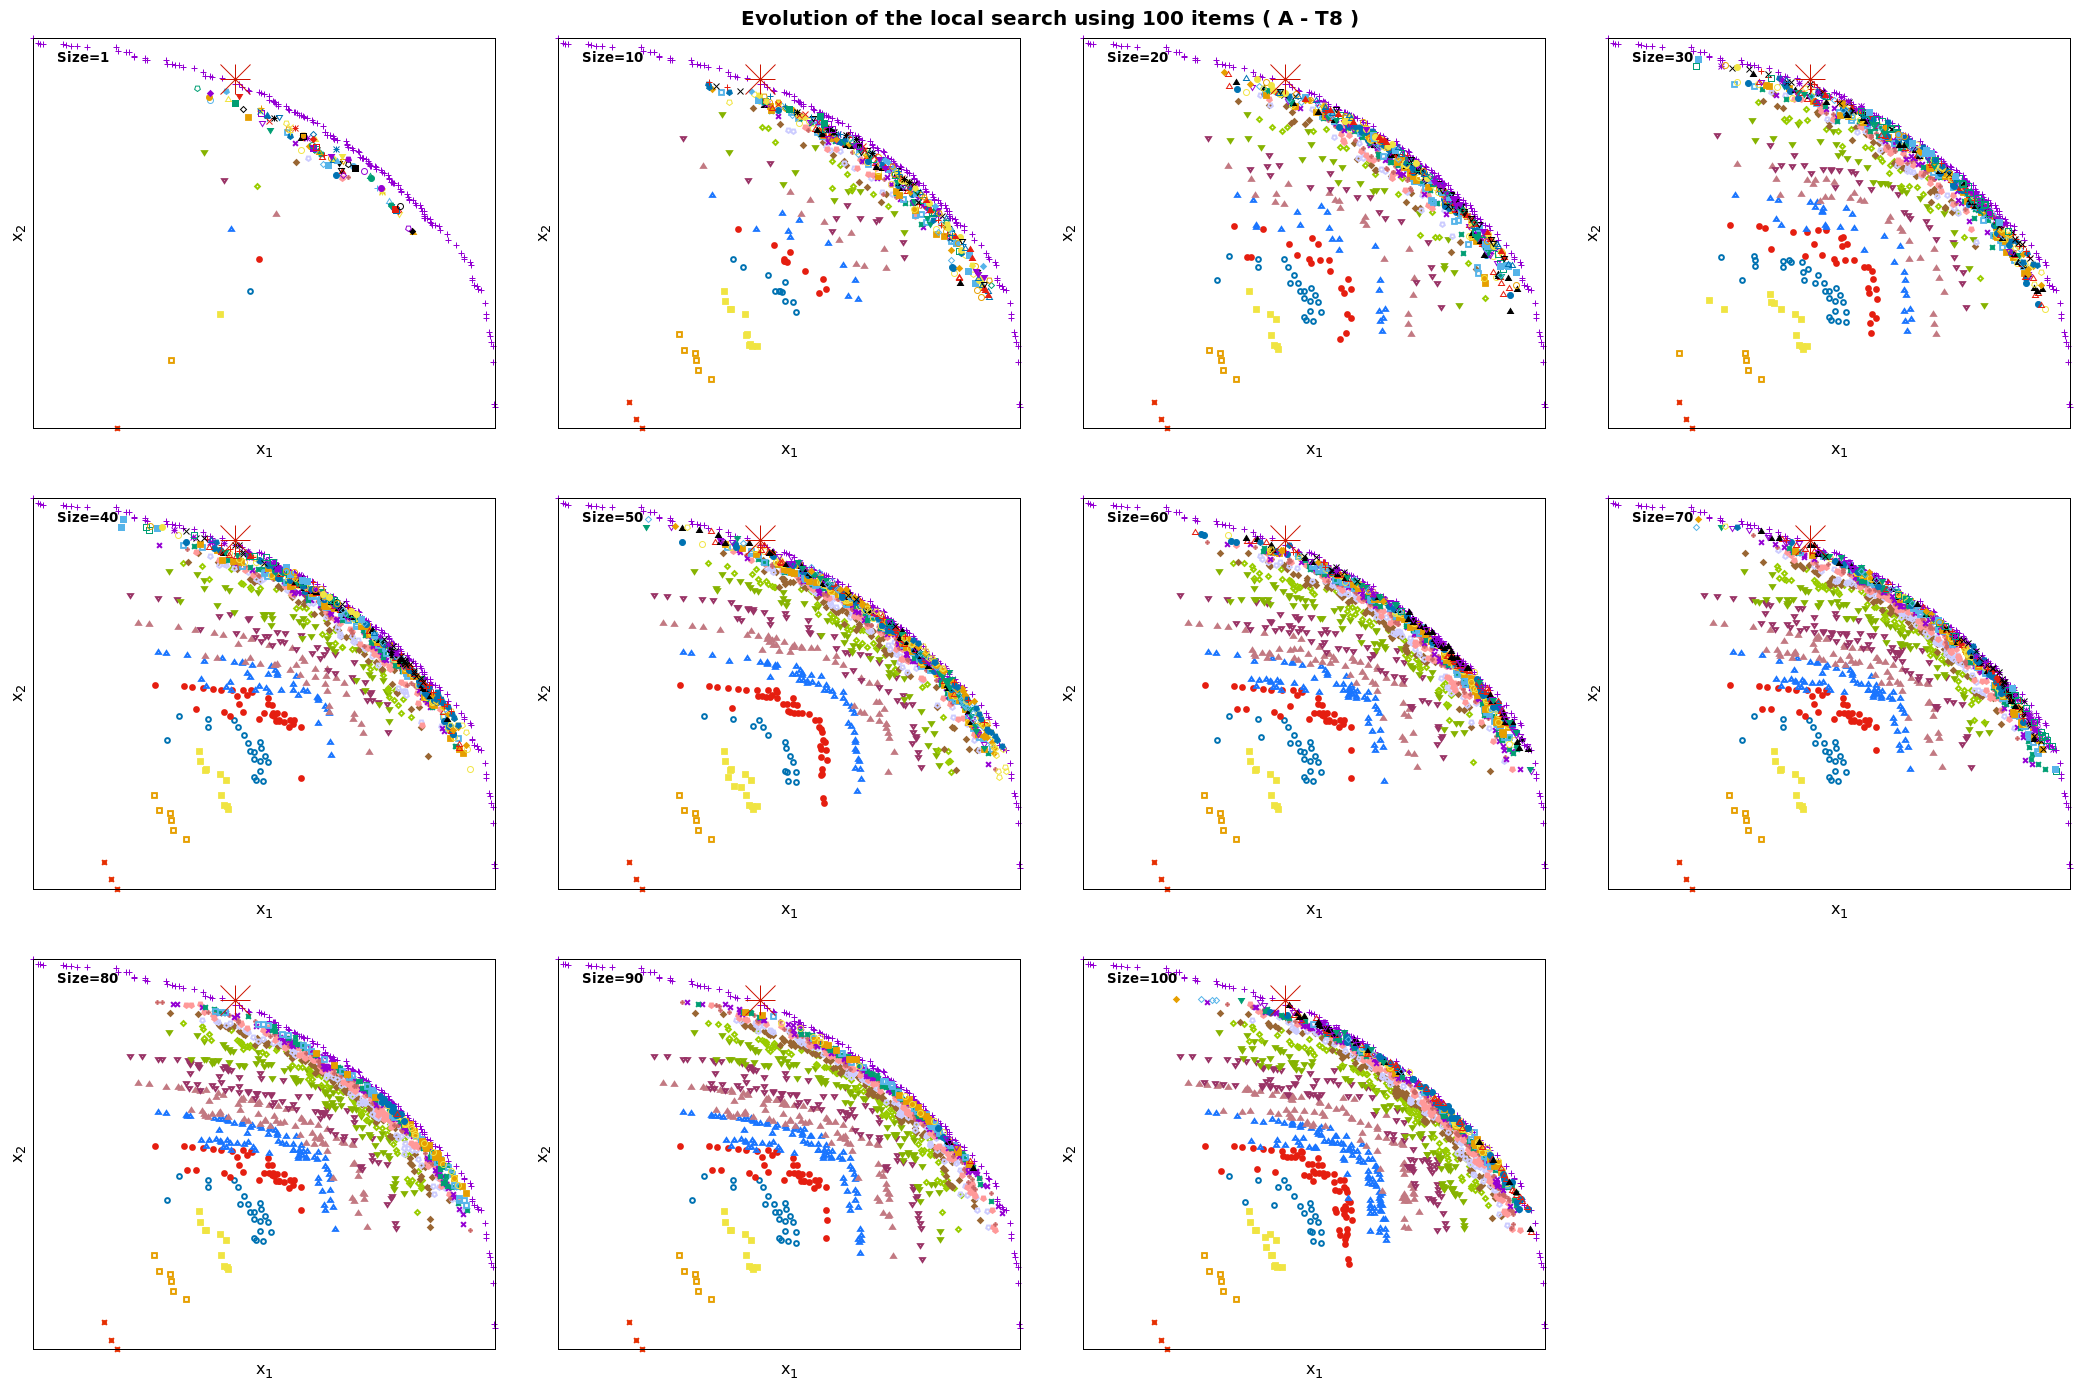 Evolution of the local search using 100 items ( A - T8 )
Size=1
Size=10
Size=20
Size=30
x2
x2
x2
x2
x1
x1
x1
x1
Size=40
Size=50
Size=60
Size=70
x2
x2
x2
x2
x1
x1
x1
x1
Size=80
Size=90
Size=100
x2
x2
x2
x1
x1
x1